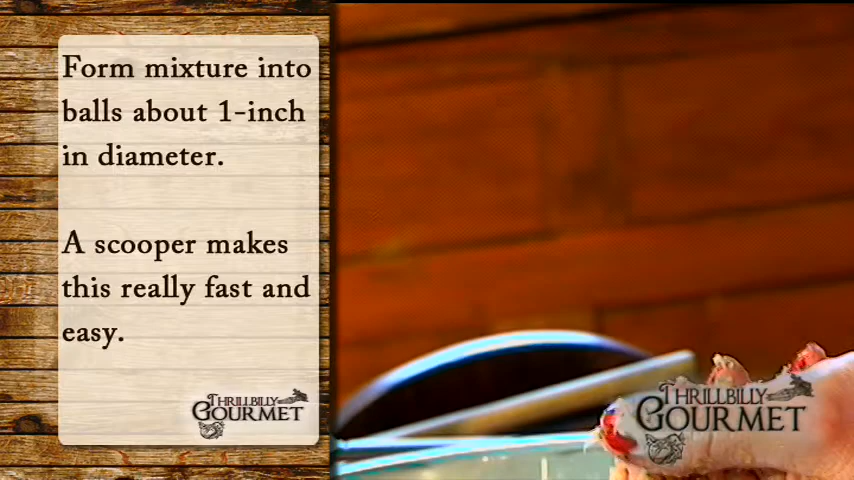 Form mixture into
balls about 1-inch
in diameter.
A scooper makes
this really fast and
easy.
THRILLBILLY
GOURMET
THRILLBILLY
GOURMET